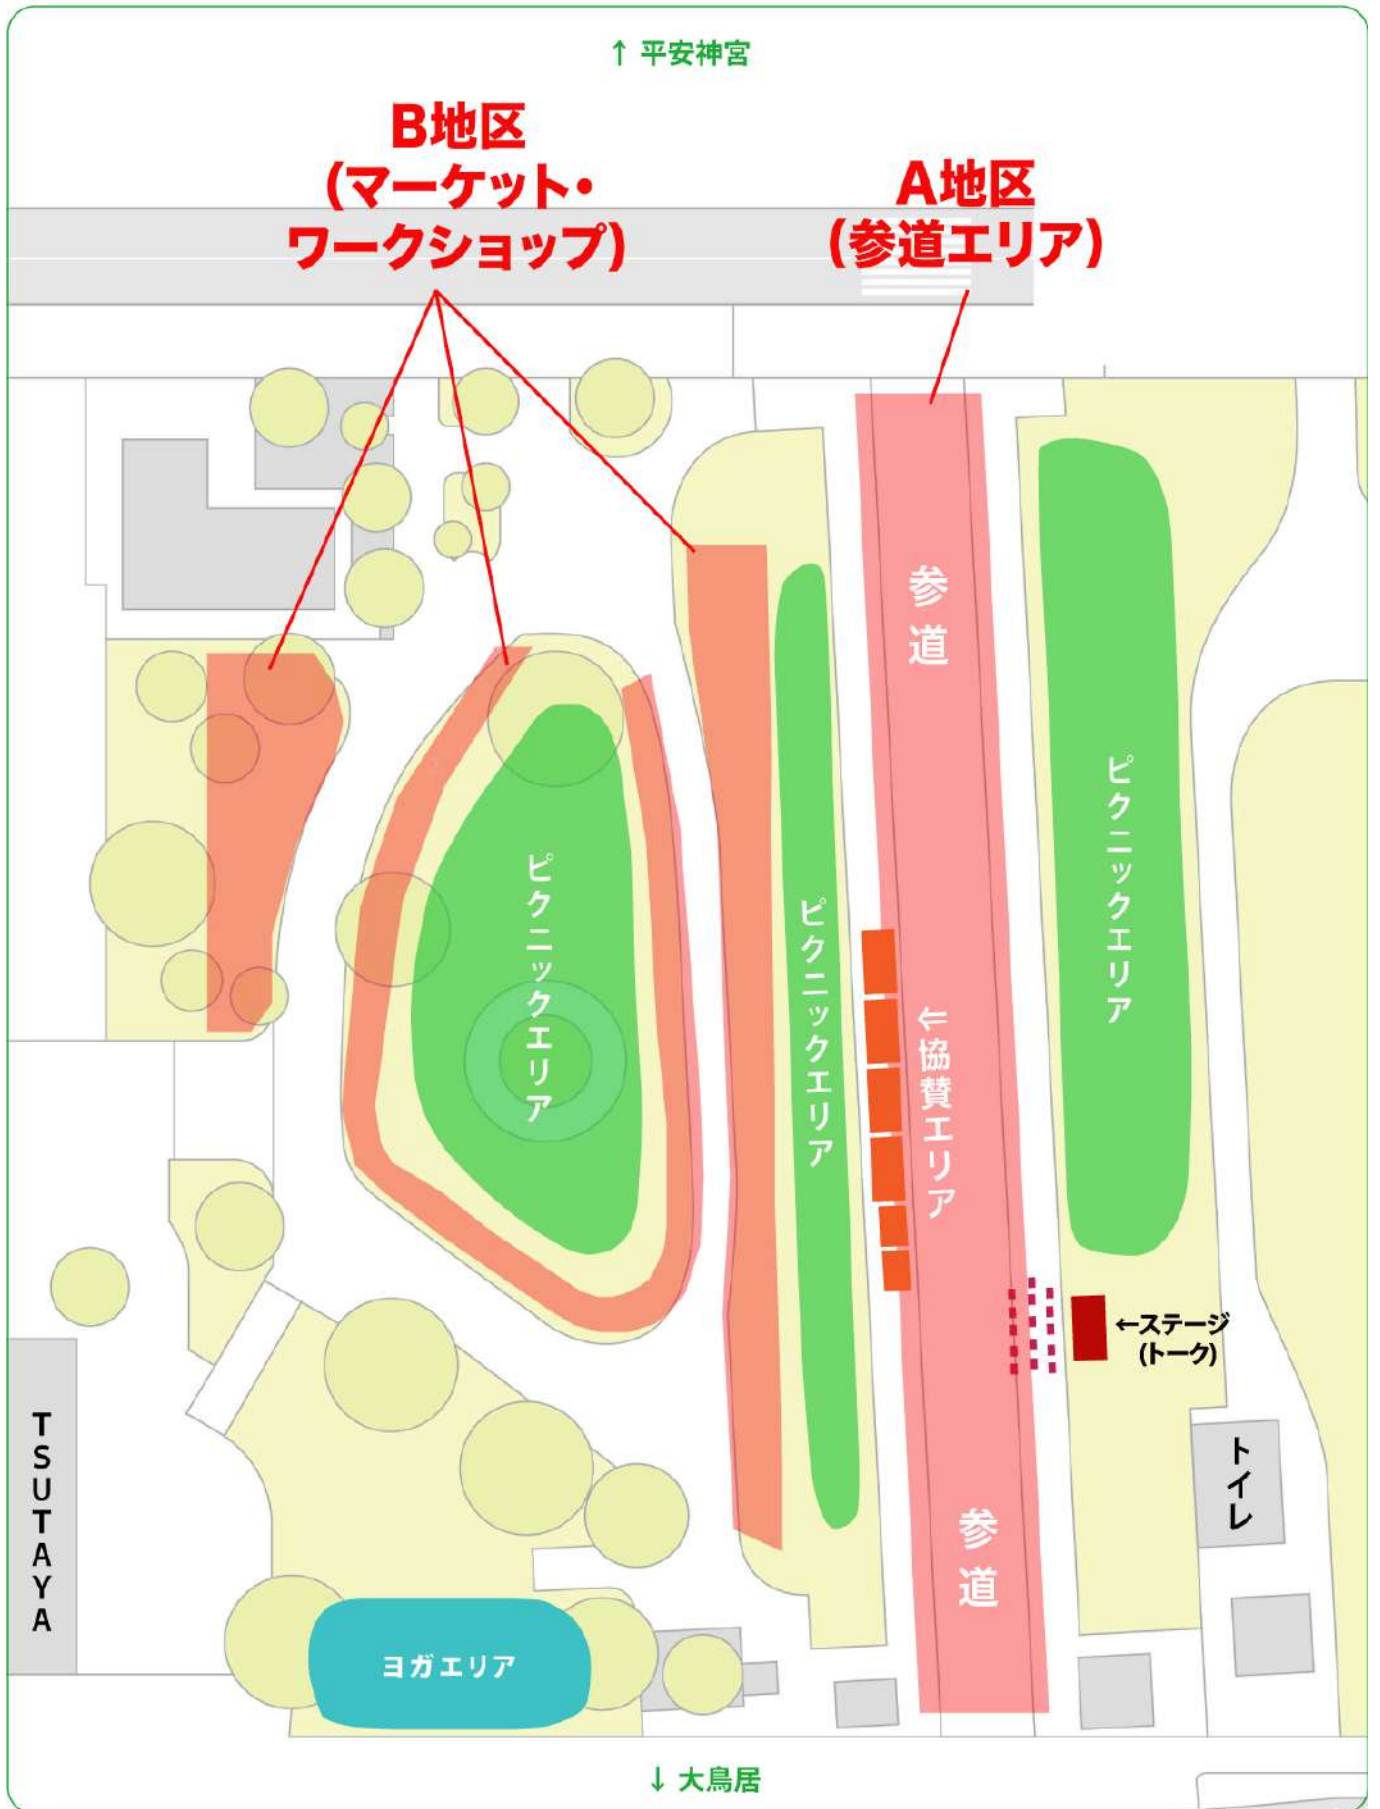 ↑ 平安神宮
B地区
(マーケット・
ワークショップ)
A地区
(参道エリア)
参道
ピクニックエリア
ピクニックエリア
ピクニックエリア
⇐協賛エリア
←ステージ
(トーク)
TSUTAYA
トイレ
参道
ヨガエリア
↓ 大鳥居